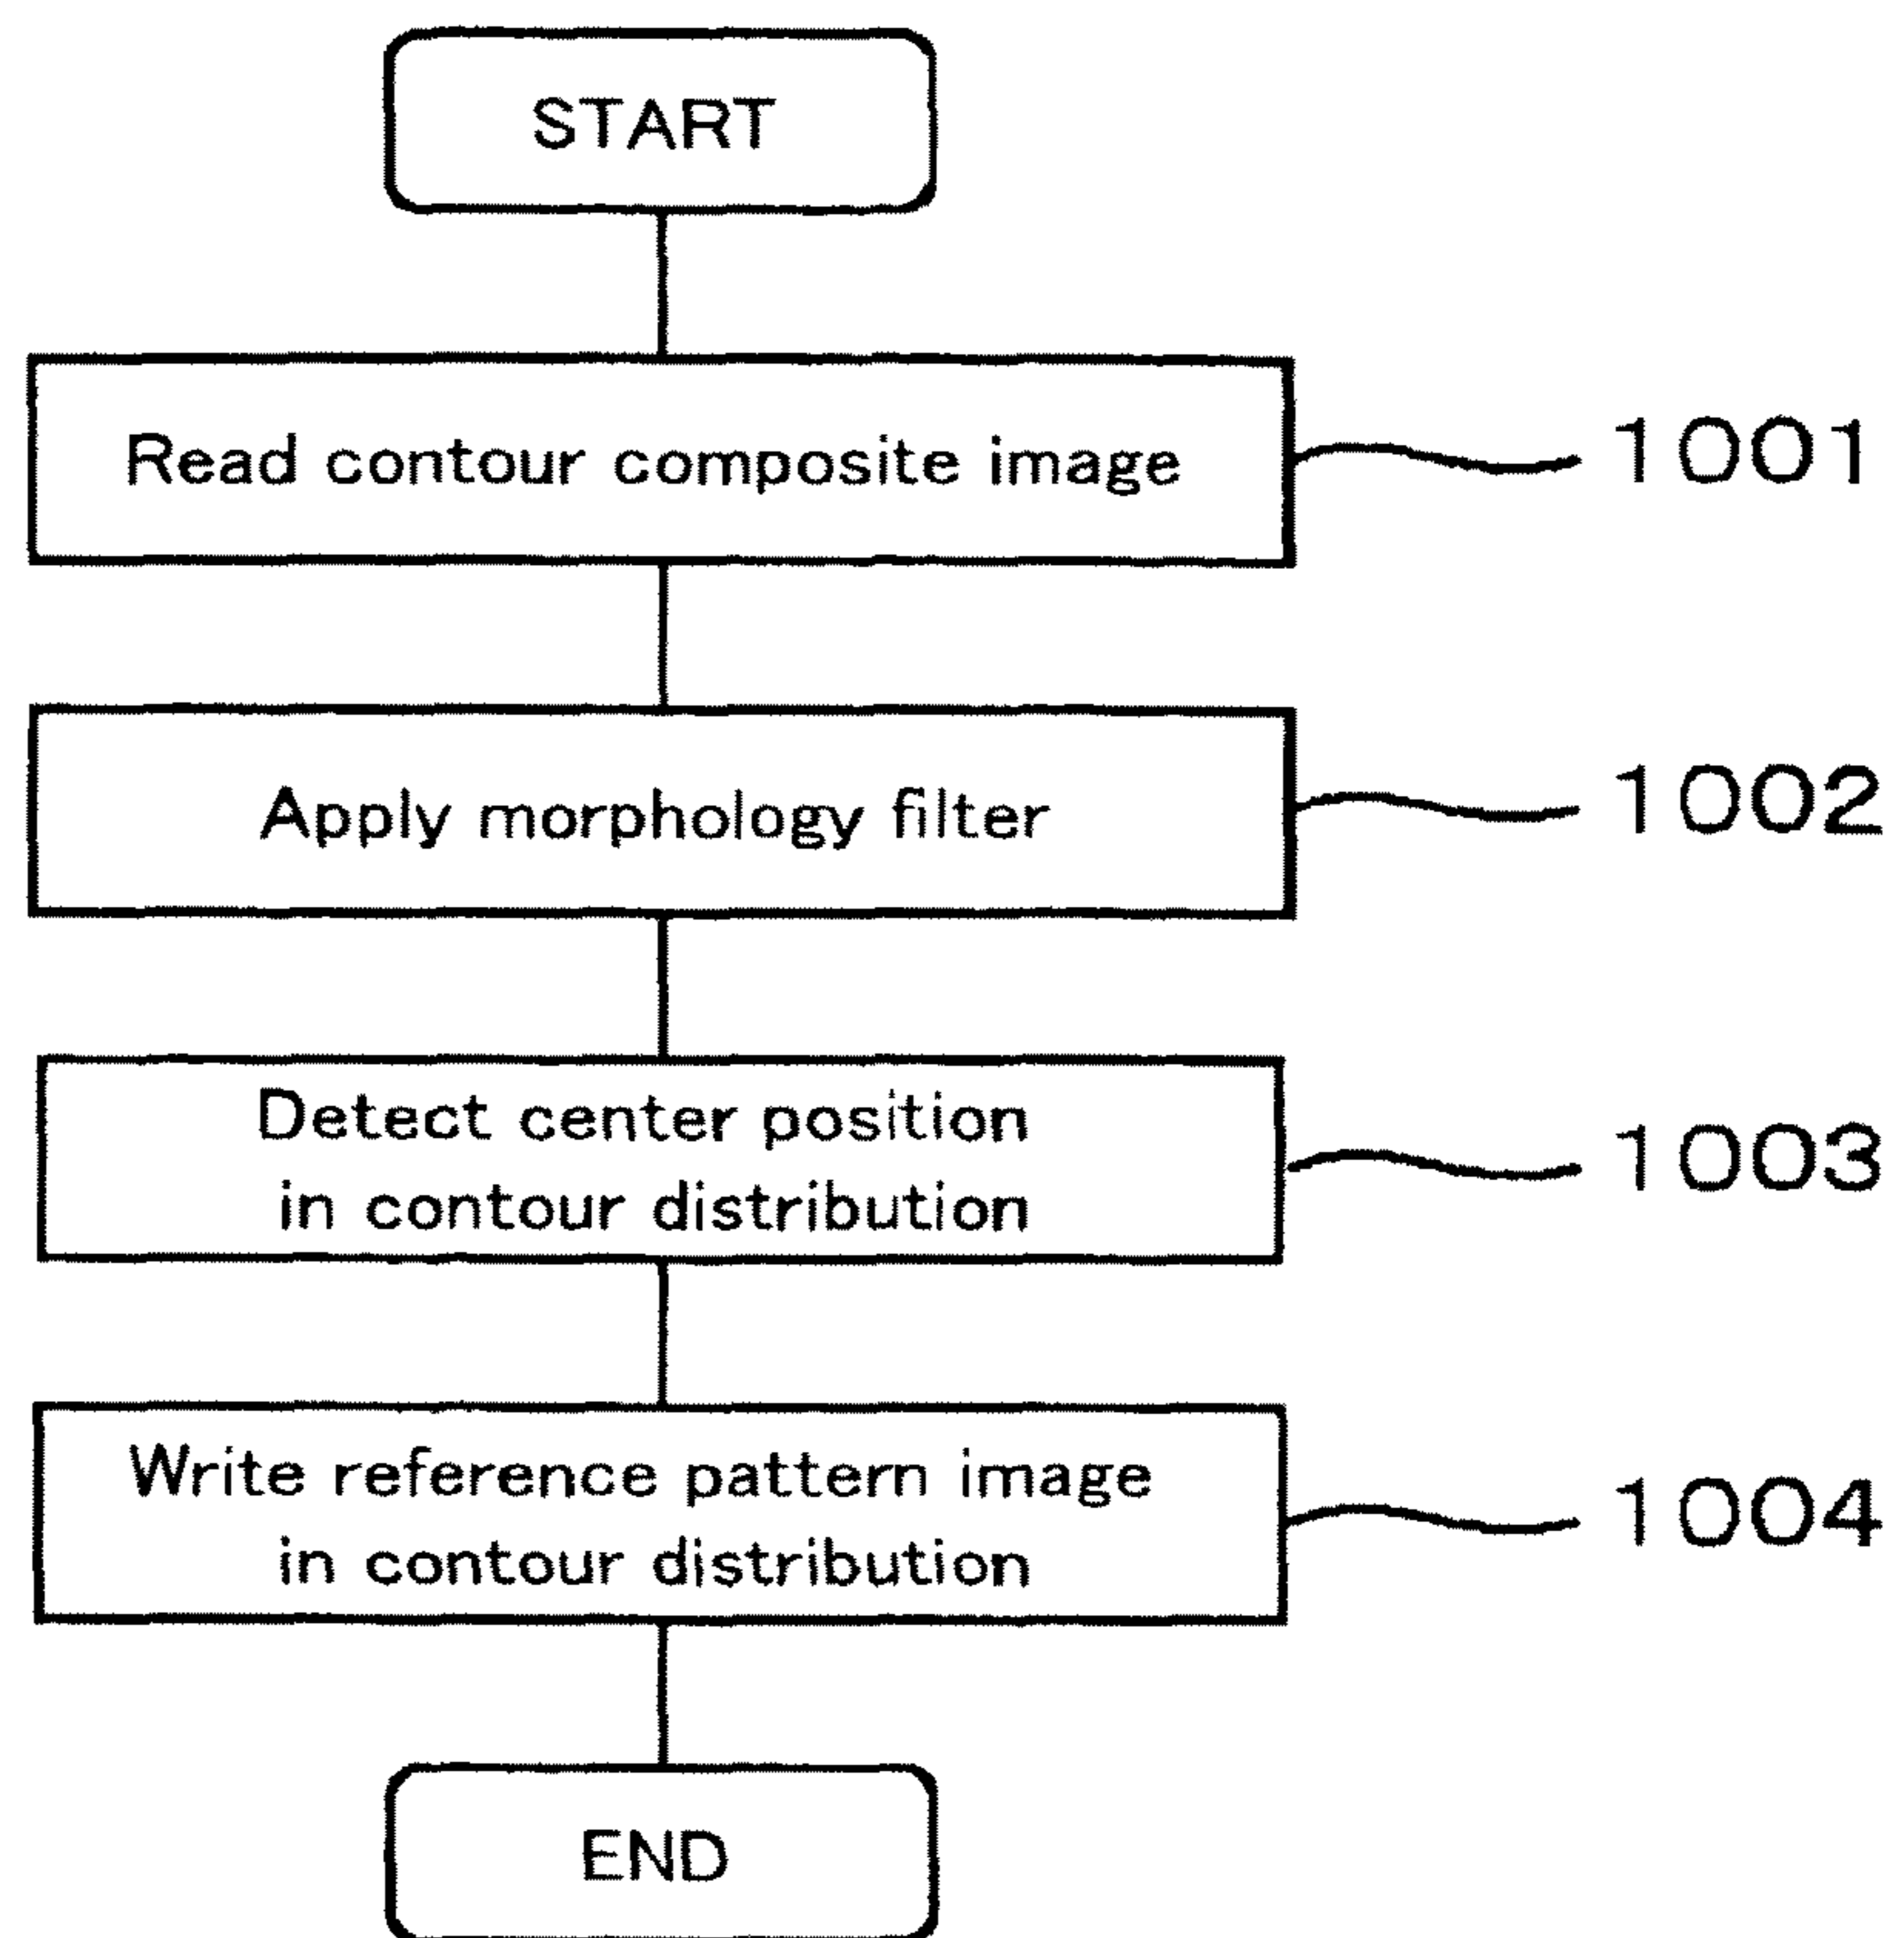 START
Read contour composite image
1001
Apply morphology filter
1002
Detect center position
in contour distribution
1003
Write reference pattern image
in contour distribution
1004
END